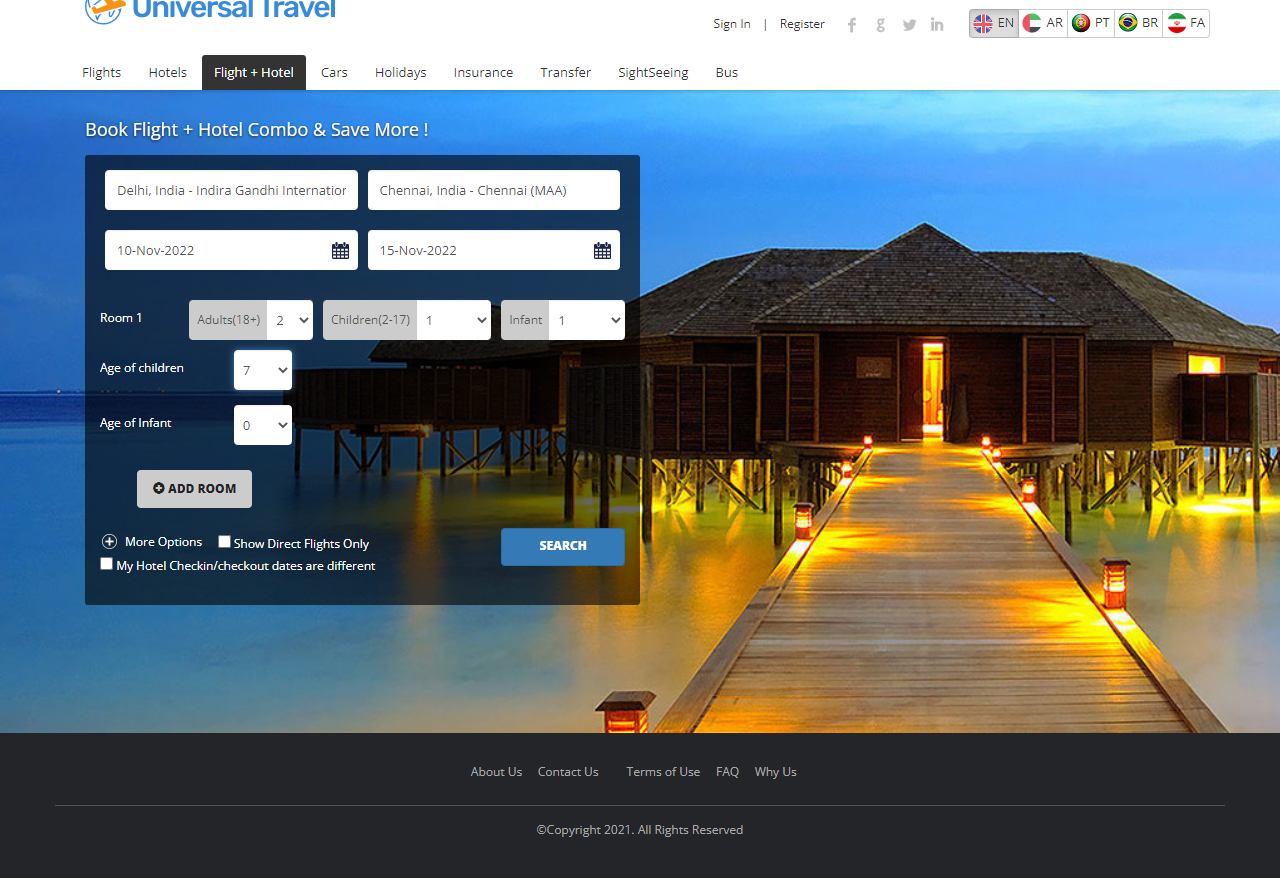 Universal Travel
Sign In | Register
EN AR PT BR FA
Flights Hotels Flight + Hotel Cars Holidays Insurance Transfer SightSeeing Bus
Book Flight + Hotel Combo & Save More !
Delhi, India - Indira Gandhi Internation Chennai, India - Chennai (MAA)
10-Nov-2022 15-Nov-2022
Room 1 Adults(18+) 2 Children(2-17) 1 Infant 1
Age of children 7
Age of Infant 0
ADD ROOM
More Options Show Direct Flights Only SEARCH
My Hotel Checkin/checkout dates are different
About Us Contact Us Terms of Use FAQ Why Us
©Copyright 2021. All Rights Reserved